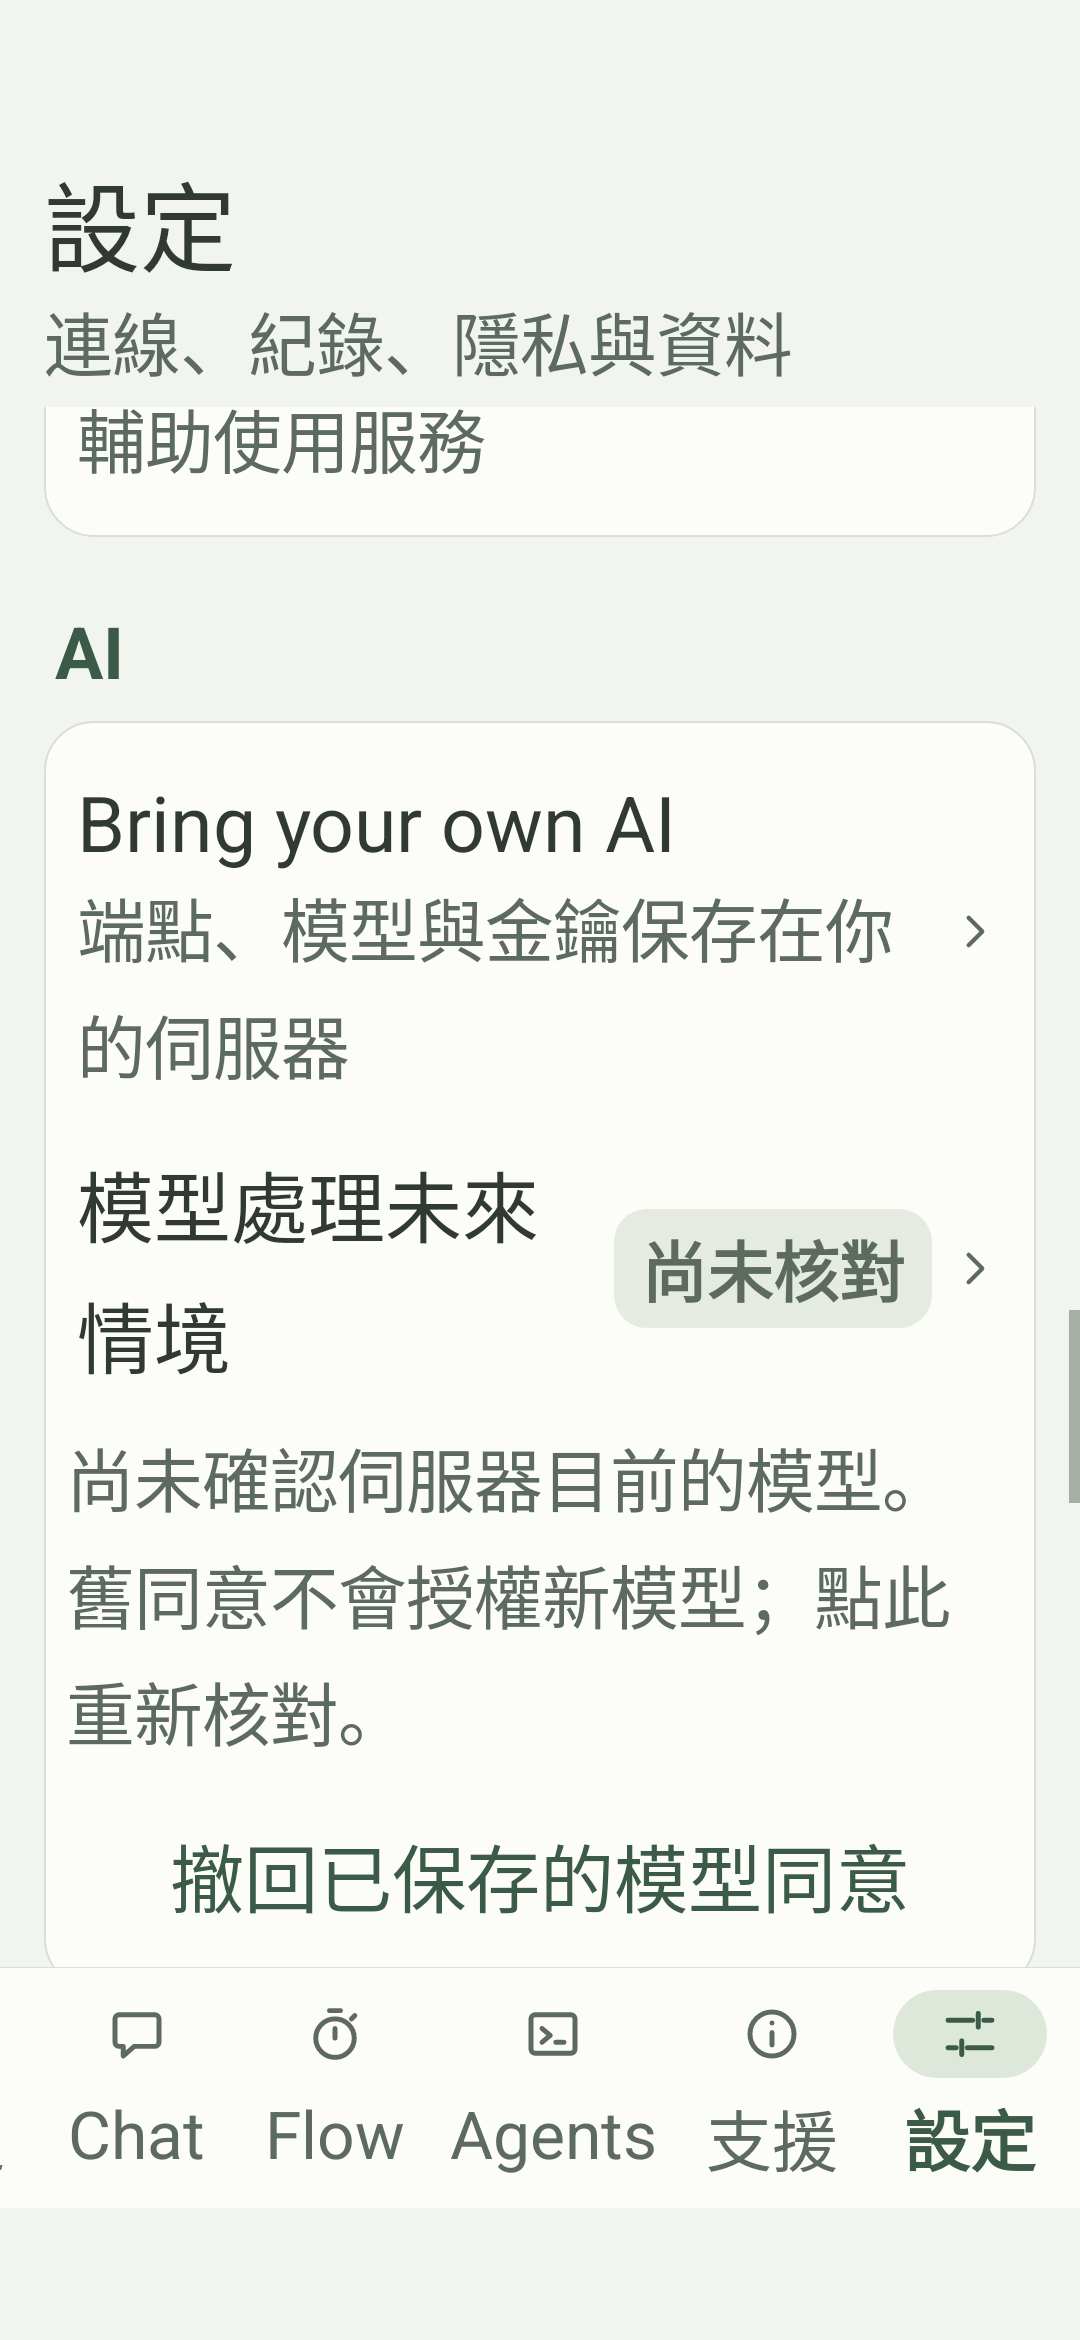 設定
連線、紀錄、隱私與資料
輔助使用服務
AI
Bring your own AI
端點、模型與金鑰保存在你
的伺服器
模型處理未來
情境
尚未核對
尚未確認伺服器目前的模型。
舊同意不會授權新模型；點此
重新核對。
撤回已保存的模型同意
Chat
Flow
Agents
支援
設定